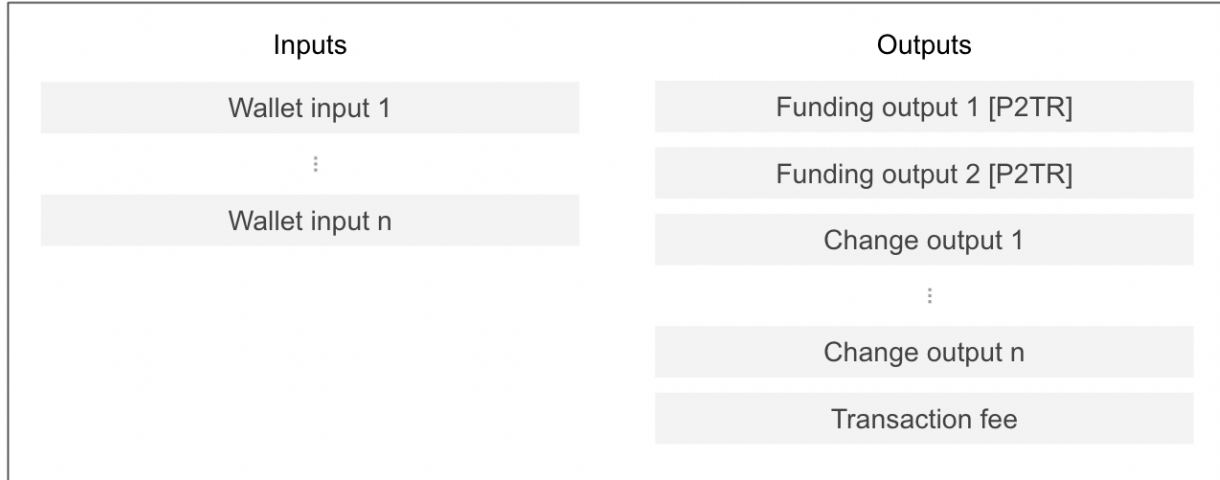 Inputs
Wallet input 1
Wallet input n
Outputs
Funding output 1 [P2TR]
Funding output 2 [P2TR]
Change output 1
Change output n
Transaction fee